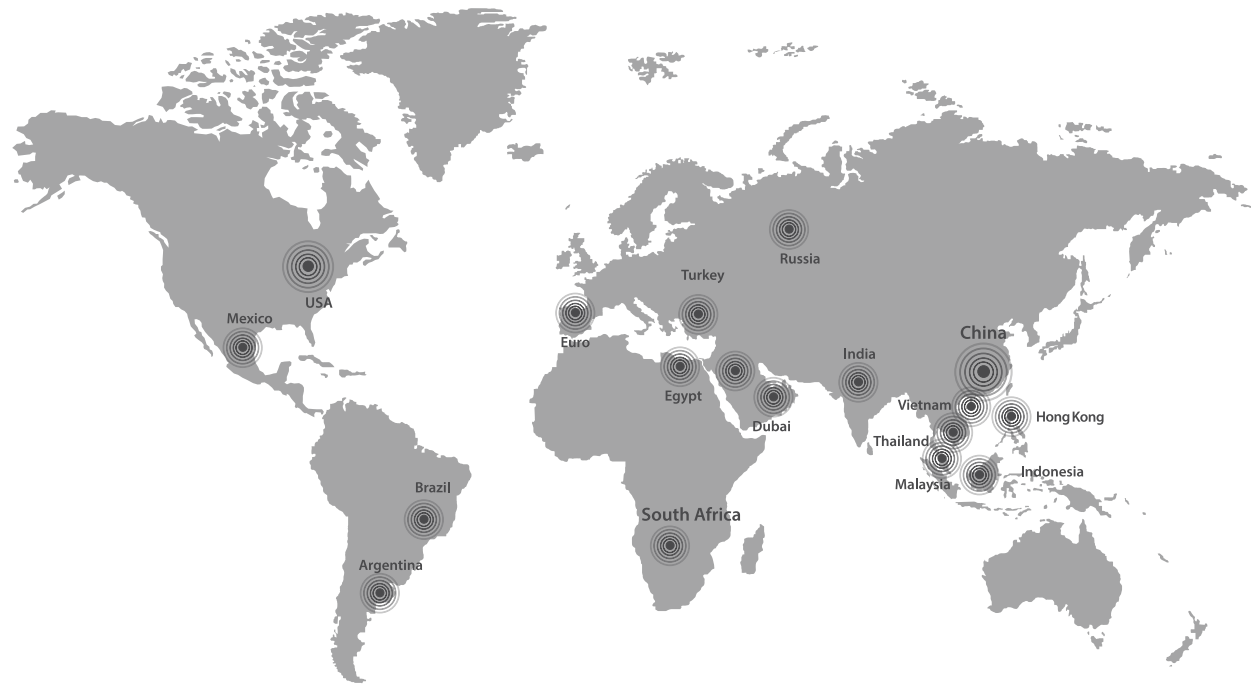 Russia
Turkey
USA
Mexico
China
Euro
India
Egypt
Vietnam
Hong Kong
Dubai
Thailand
Indonesia
Malaysia
Brazil
South Africa
Argentina